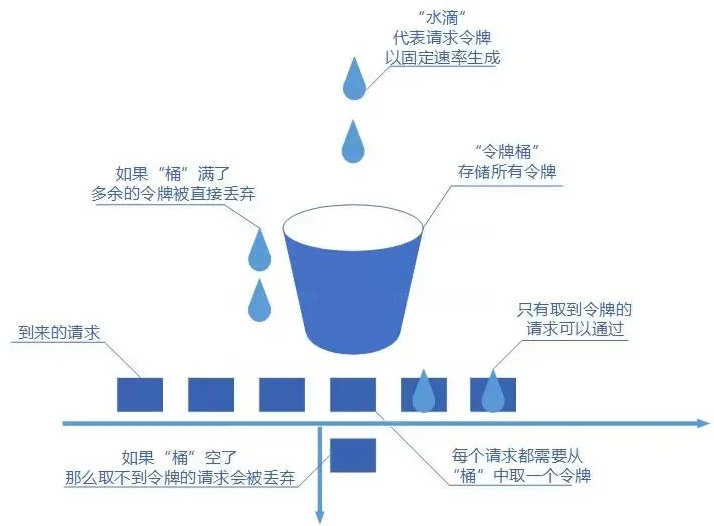 “水滴“
代表请求令牌
以固定速率生成
“令牌桶”
存储所有令牌
如果“桶”满了
多余的令牌被直接丢弃
只有取到令牌的
请求可以通过
到来的请求
如果“桶”空了
那么取不到令牌的请求会被丢弃
每个请求都需要从
“桶”中取一个令牌